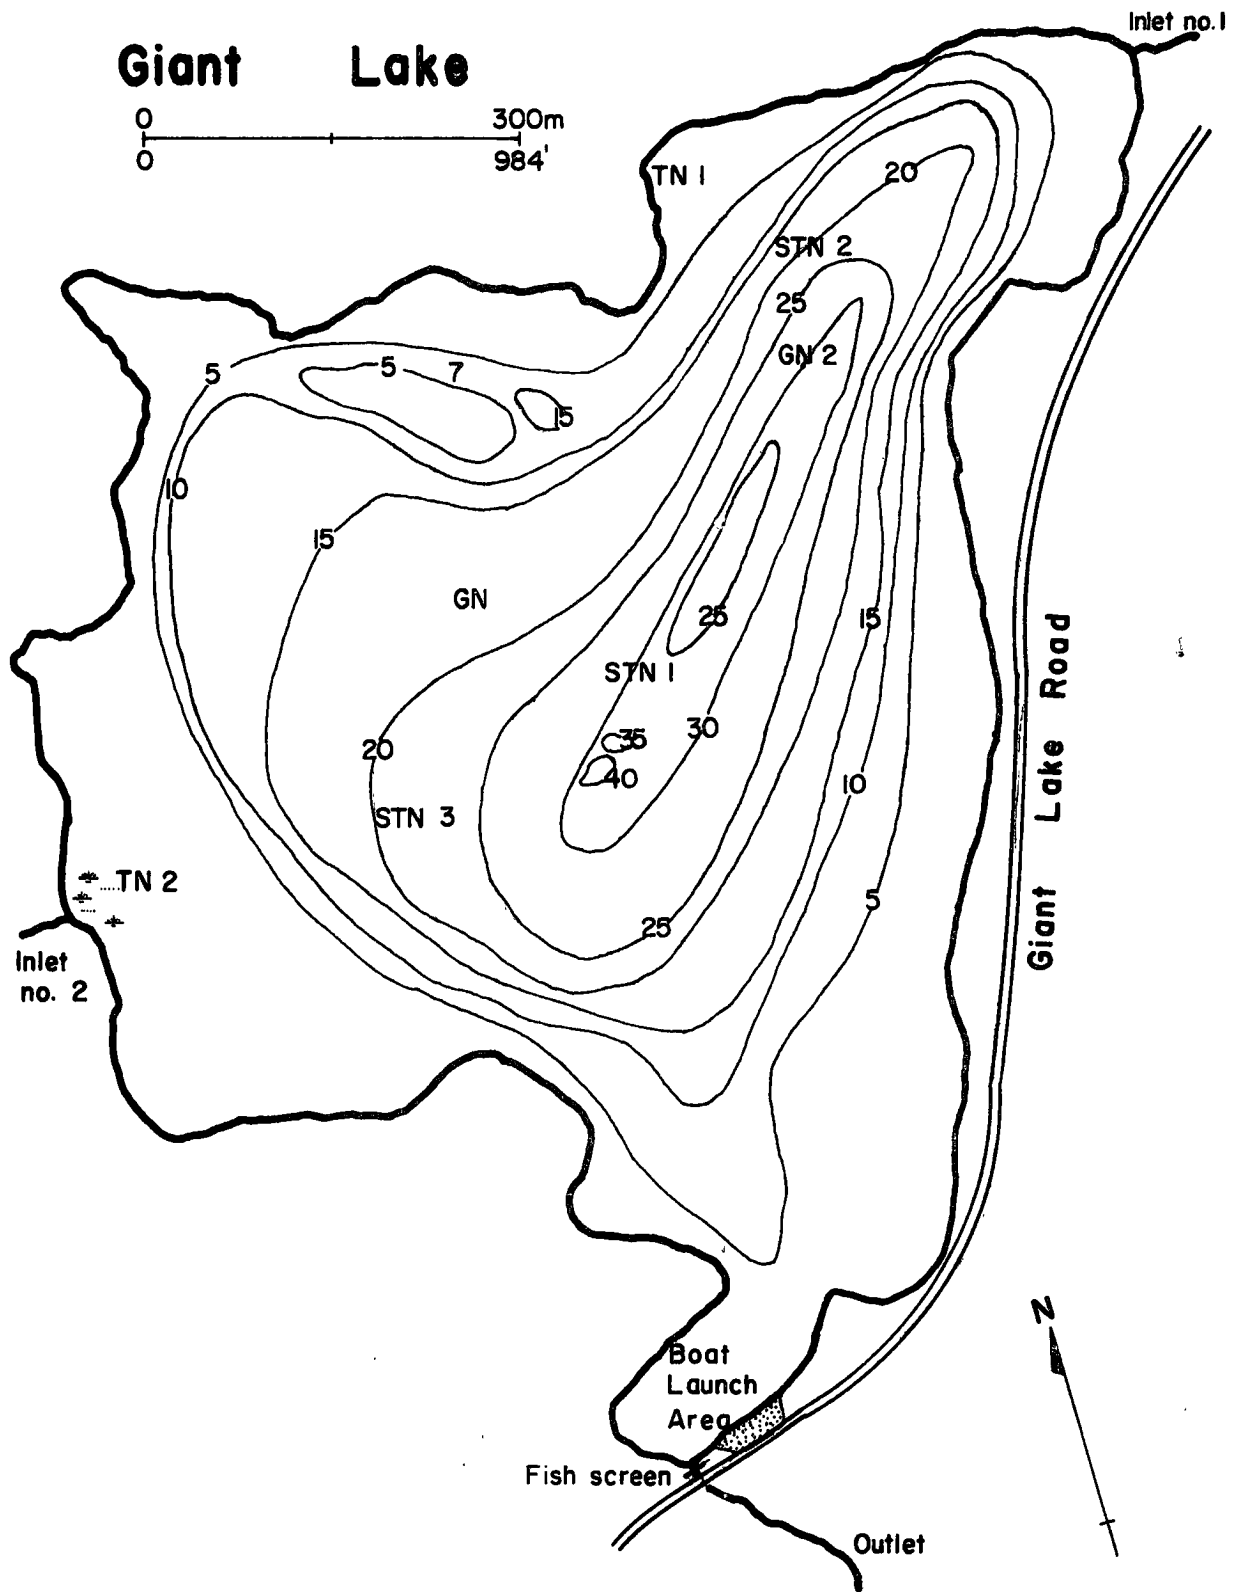 Inlet no.1
Giant Lake
0 300m
0 984'
TN 1
20
STN 2
25
GN 2
5
5 7
15
10
15
GN
25
15
STN 1
Giant Lake Road
30
35
20
40
10
STN 3
TN 2
5
25
Inlet
no. 2
N
Boat
Launch
Area
Fish screen
Outlet